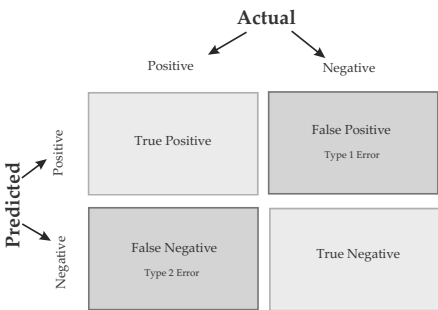 Actual
Positive
Negative
Predicted
Positive
True Positive
False Positive
Type 1 Error
Negative
False Negative
Type 2 Error
True Negative